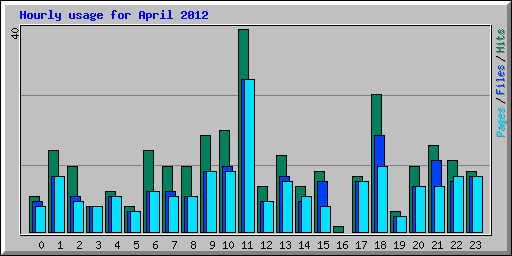 Hourly usage for April 2012
40
Pages / Files / Hits
0 1 2 3 4 5 6 7 8 9 10 11 12 13 14 15 16 17 18 19 20 21 22 23